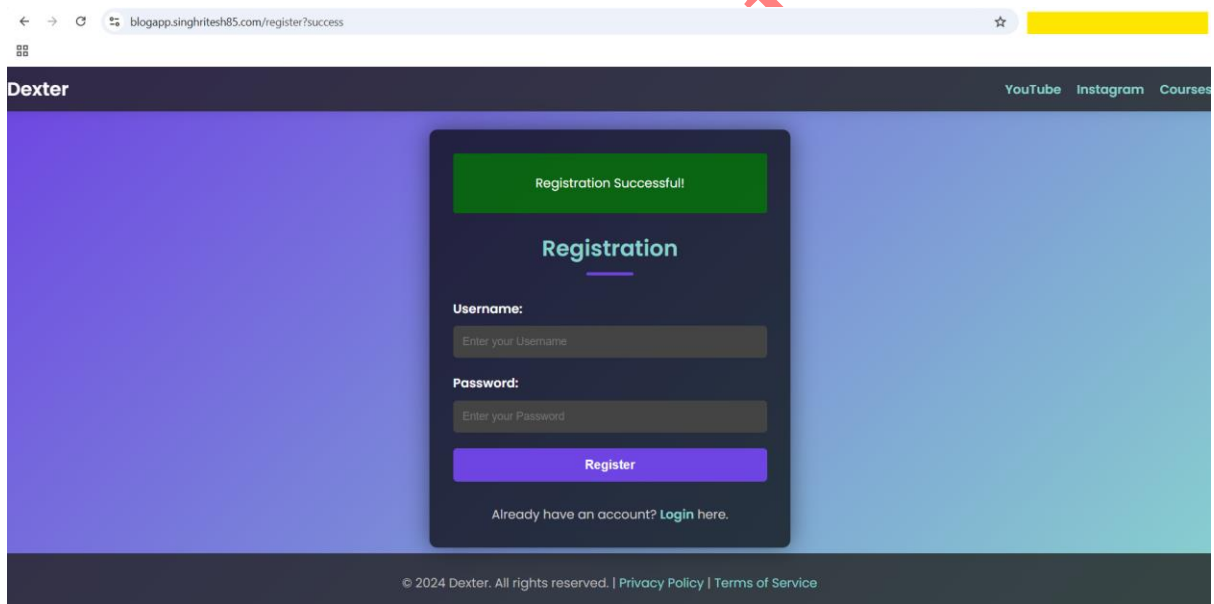 blogapp.singhritesh85.com/register?success
Dexter
YouTube Instagram Courses
Registration Successful!
Registration
Username:
Enter your Username
Password:
Enter your Password
Register
Already have an account? Login here.
© 2024 Dexter. All rights reserved. | Privacy Policy | Terms of Service